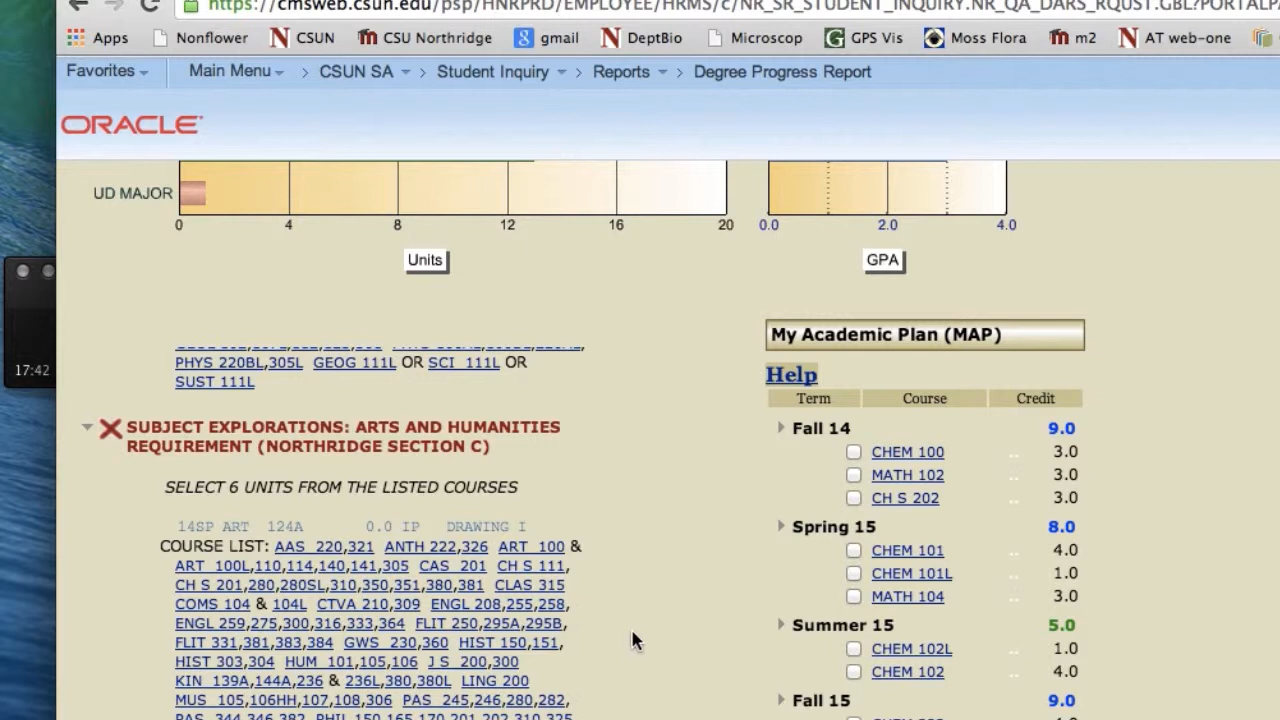 https://cmsweb.csun.edu/psp/HNRPRD/EMPLOYEE/HRMS/c/NR_SR_STUDENT_INQUIRY.NR_QA_DARS_RQUST.GBL?PORTALPA
Apps Nonflower CSUN CSU Northridge gmail DeptBio Microscop GPS Vis Moss Flora m2 AT web-one
Favorites Main Menu > CSUN SA > Student Inquiry > Reports > Degree Progress Report
ORACLE
UD MAJOR
0 4 8 12 16 20 0.0 2.0 4.0
Units GPA
17:42
PHYS 220BL,305L GEOG 111L OR SCI 111L OR
SUST 111L
SUBJECT EXPLORATIONS: ARTS AND HUMANITIES
REQUIREMENT (NORTHRIDGE SECTION C)
SELECT 6 UNITS FROM THE LISTED COURSES
14SP ART 124A 0.0 IP DRAWING I
COURSE LIST: AAS 220,321 ANTH 222,326 ART 100 &
ART 100L,110,114,140,141,305 CAS 201 CH S 111,
CH S 201,280,280SL,310,350,351,380,381 CLAS 315
COMS 104 & 104L CTVA 210,309 ENGL 208,255,258,
ENGL 259,275,300,316,333,364 FLIT 250,295A,295B,
FLIT 331,381,383,384 GWS 230,360 HIST 150,151,
HIST 303,304 HUM 101,105,106 J S 200,300
KIN 139A,144A,236 & 236L,380,380L LING 200
MUS 105,106HH,107,108,306 PAS 245,246,280,282,
PAS 344,346,382 PHIL 150,165,170,201,202,310,325
My Academic Plan (MAP)
Help
Term Course Credit
Fall 14 9.0
CHEM 100 .. 3.0
MATH 102 .. 3.0
CH S 202 .. 3.0
Spring 15 8.0
CHEM 101 .. 4.0
CHEM 101L .. 1.0
MATH 104 .. 3.0
Summer 15 5.0
CHEM 102L .. 1.0
CHEM 102 .. 4.0
Fall 15 9.0